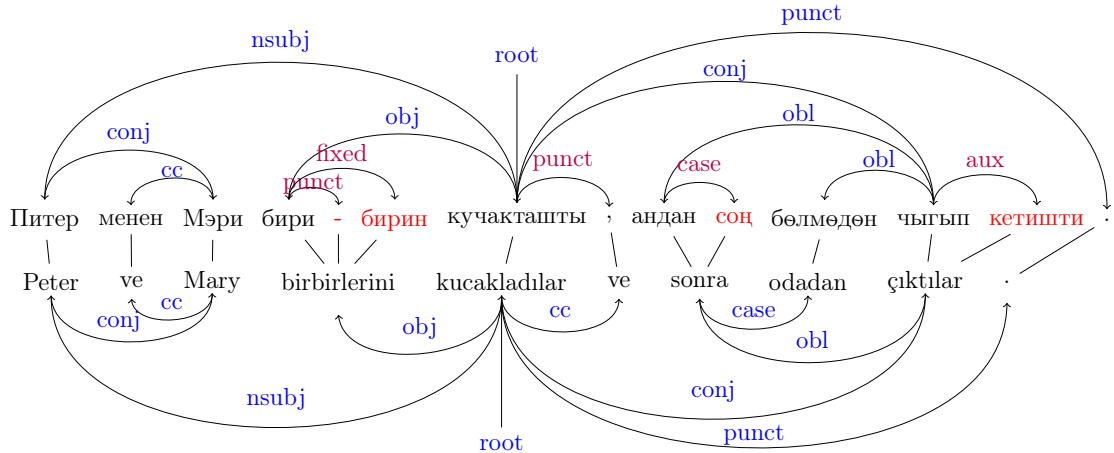 punct
nsubj
root
conj
obj
obl
conj
fixed
punct
case
obl
aux
cc
punct
Питер менен Мэри бири - бирин кучакташты , андан соң бөлмөдөн чыгып кетишти .
Peter ve Mary birbirlerini kucakladılar ve sonra odadan çıktılar .
cc
conj
obj
cc
case
obl
nsubj
conj
root
punct